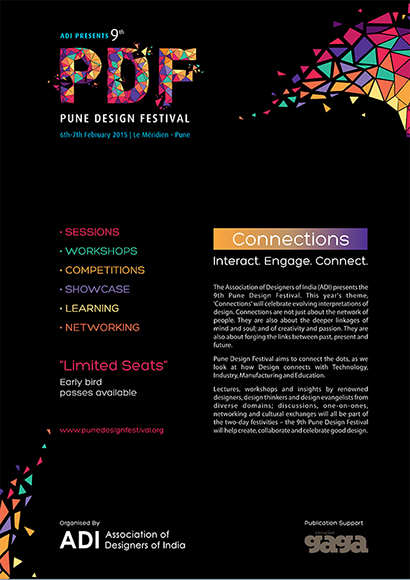 ADI PRESENTS 9th
PDF
PUNE DESIGN FESTIVAL
6th-7th February 2015 | Le Méridien - Pune
• SESSIONS
• WORKSHOPS
• COMPETITIONS
• SHOWCASE
• LEARNING
• NETWORKING
"Limited Seats"
Early bird
passes available
www.punedesignfestival.org
Connections
Interact. Engage. Connect.
The Association of Designers of India (ADI) presents the
9th Pune Design Festival. This year's theme,
'Connections' will celebrate evolving interpretations of
design. Connections are not just about the network of
people. They are also about the deeper linkages of
mind and soul; and of creativity and passion. They are
also about forging the links between past, present and
future.
Pune Design Festival aims to connect the dots, as we
look at how Design connects with Technology,
Industry, Manufacturing and Education.
Lectures, workshops and insights by renowned
designers, design thinkers and design evangelists from
diverse domains; discussions, one-on-ones,
networking and cultural exchanges will all be part of
the two-day festivities – the 9th Pune Design Festival
will help create, collaborate and celebrate good design.
Organised By
ADI Association of
Designers of India
Publication Support
creative
gaga